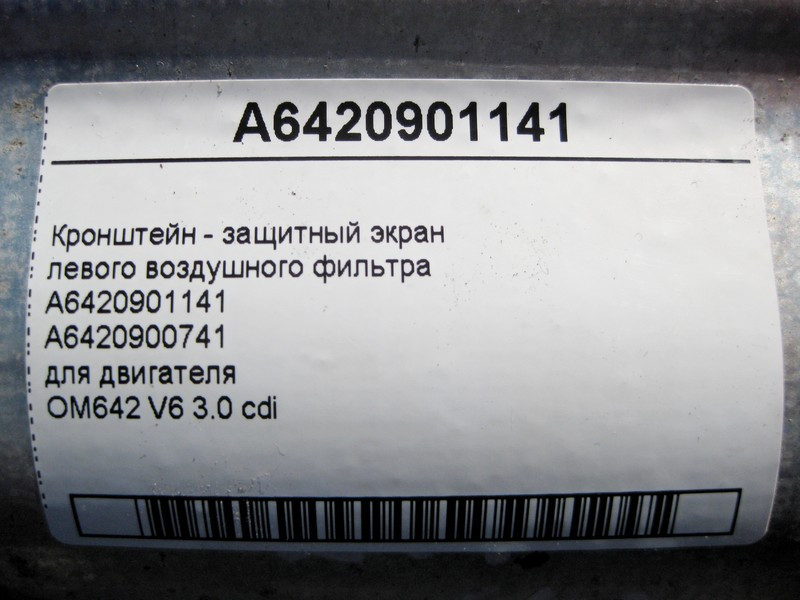 A6420901141
Кронштейн - защитный экран
левого воздушного фильтра
A6420901141
A6420900741
для двигателя
OM642 V6 3.0 cdi